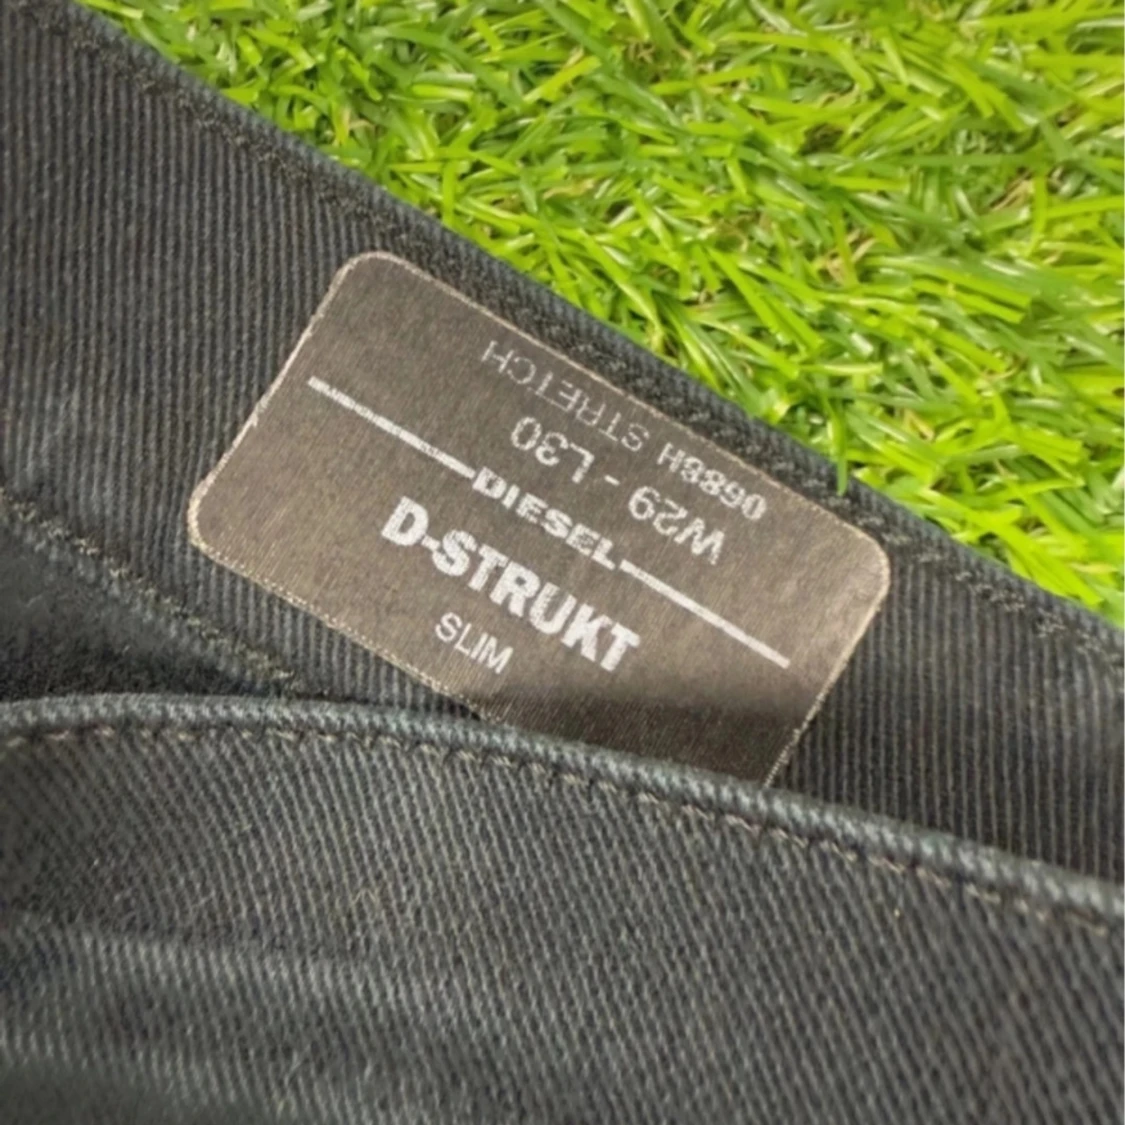 DIESEL
D-STRUKT
SLIM
W29 - L30
0688H STRETCH